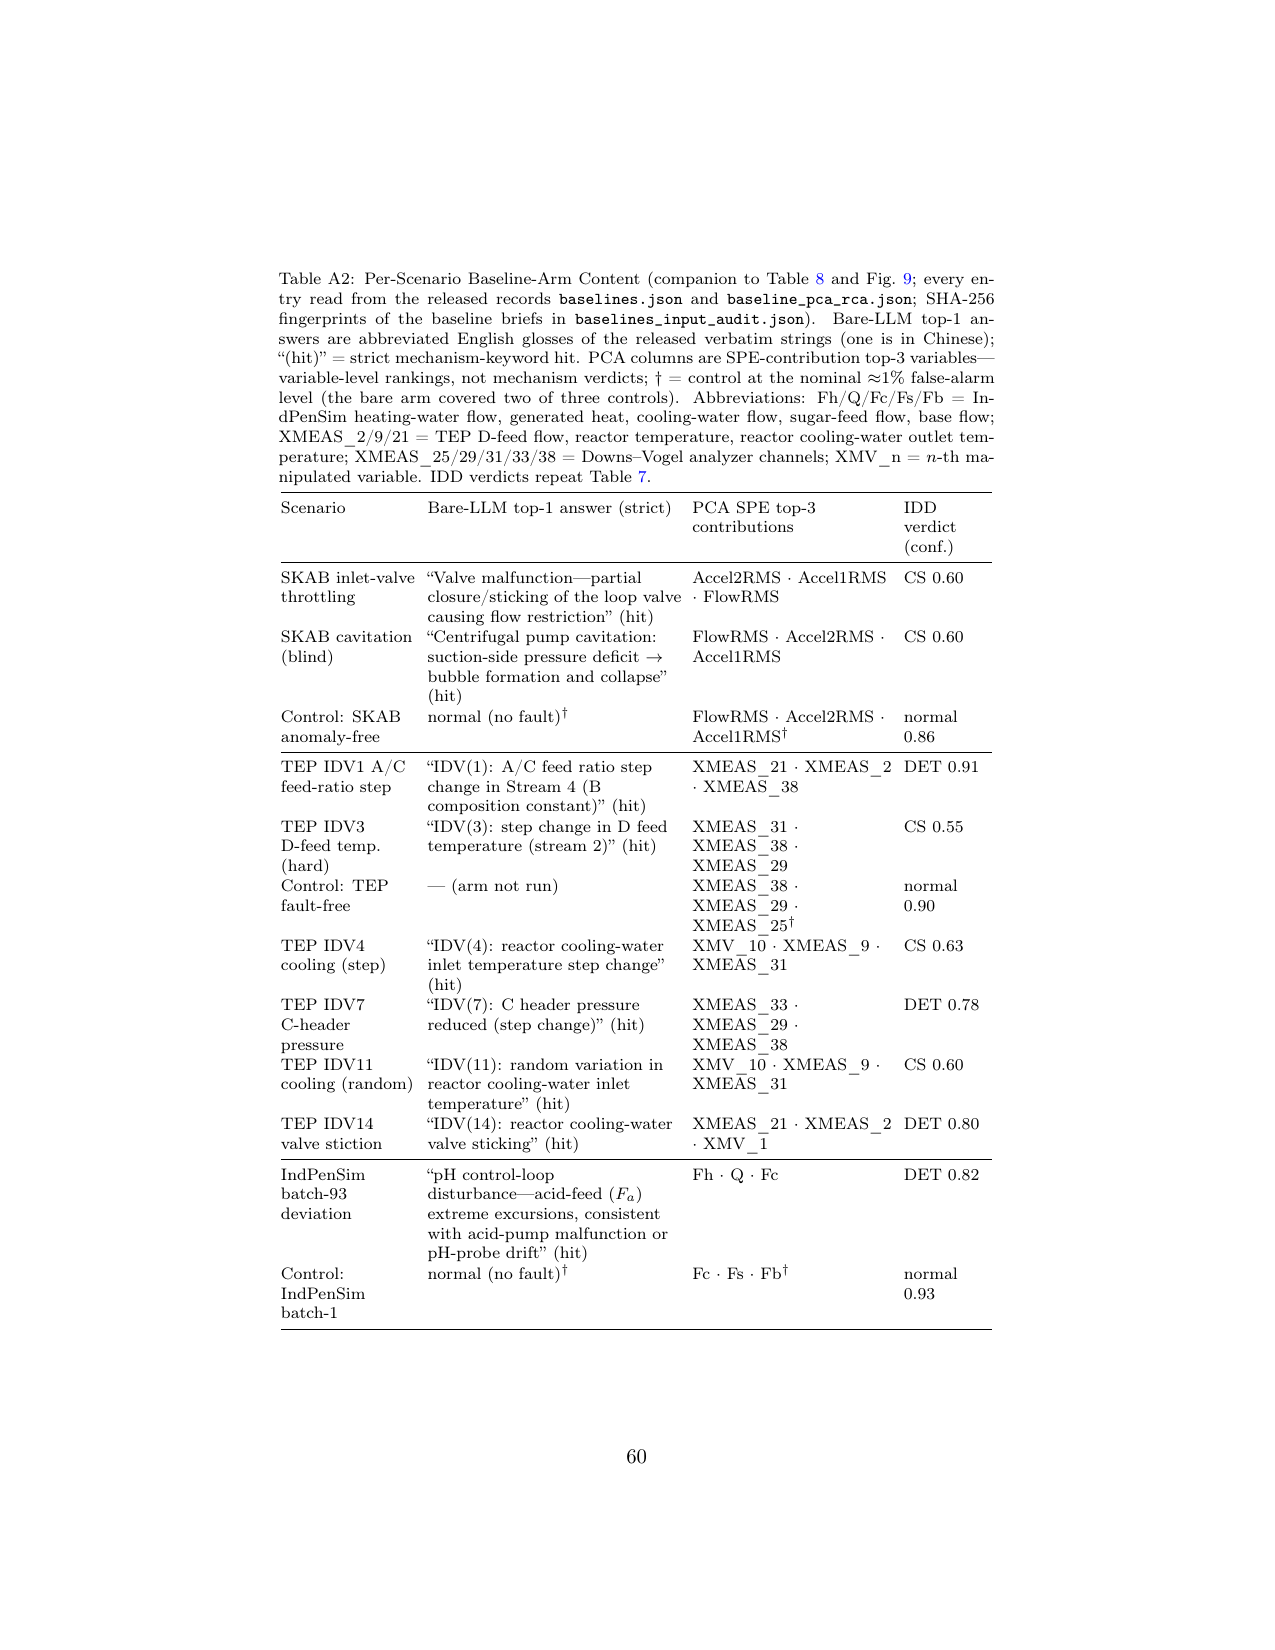 Table A2: Per-Scenario Baseline-Arm Content (companion to Table 8 and Fig. 9; every en-
try read from the released records baselines.json and baseline_pca_rca.json; SHA-256
fingerprints of the baseline briefs in baselines_input_audit.json). Bare-LLM top-1 an-
swers are abbreviated English glosses of the released verbatim strings (one is in Chinese);
“(hit)” = strict mechanism-keyword hit. PCA columns are SPE-contribution top-3 variables—
variable-level rankings, not mechanism verdicts; † = control at the nominal ≈1% false-alarm
level (the bare arm covered two of three controls). Abbreviations: Fh/Q/Fc/Fs/Fb = In-
dPenSim heating-water flow, generated heat, cooling-water flow, sugar-feed flow, base flow;
XMEAS_2/9/21 = TEP D-feed flow, reactor temperature, reactor cooling-water outlet tem-
perature; XMEAS_25/29/31/33/38 = Downs–Vogel analyzer channels; XMV_n = n-th ma-
nipulated variable. IDD verdicts repeat Table 7.
Scenario Bare-LLM top-1 answer (strict) PCA SPE top-3 IDD
contributions verdict
(conf.)
SKAB inlet-valve “Valve malfunction—partial Accel2RMS · Accel1RMS CS 0.60
throttling closure/sticking of the loop valve · FlowRMS
causing flow restriction” (hit)
SKAB cavitation “Centrifugal pump cavitation: FlowRMS · Accel2RMS · CS 0.60
(blind) suction-side pressure deficit → Accel1RMS
bubble formation and collapse”
(hit)
Control: SKAB normal (no fault)† FlowRMS · Accel2RMS · normal
anomaly-free Accel1RMS† 0.86
TEP IDV1 A/C “IDV(1): A/C feed ratio step XMEAS_21 · XMEAS_2 DET 0.91
feed-ratio step change in Stream 4 (B · XMEAS_38
composition constant)” (hit)
TEP IDV3 “IDV(3): step change in D feed XMEAS_31 · CS 0.55
D-feed temp. temperature (stream 2)” (hit) XMEAS_38 ·
(hard) XMEAS_29
Control: TEP — (arm not run) XMEAS_38 · normal
fault-free XMEAS_29 · 0.90
XMEAS_25†
TEP IDV4 “IDV(4): reactor cooling-water XMV_10 · XMEAS_9 · CS 0.63
cooling (step) inlet temperature step change” XMEAS_31
(hit)
TEP IDV7 “IDV(7): C header pressure XMEAS_33 · DET 0.78
C-header reduced (step change)” (hit) XMEAS_29 ·
pressure XMEAS_38
TEP IDV11 “IDV(11): random variation in XMV_10 · XMEAS_9 · CS 0.60
cooling (random) reactor cooling-water inlet XMEAS_31
temperature” (hit)
TEP IDV14 “IDV(14): reactor cooling-water XMEAS_21 · XMEAS_2 DET 0.80
valve stiction valve sticking” (hit) · XMV_1
IndPenSim “pH control-loop Fh · Q · Fc DET 0.82
batch-93 disturbance—acid-feed (Fa)
deviation extreme excursions, consistent
with acid-pump malfunction or
pH-probe drift” (hit)
Control: normal (no fault)† Fc · Fs · Fb† normal
IndPenSim 0.93
batch-1
60